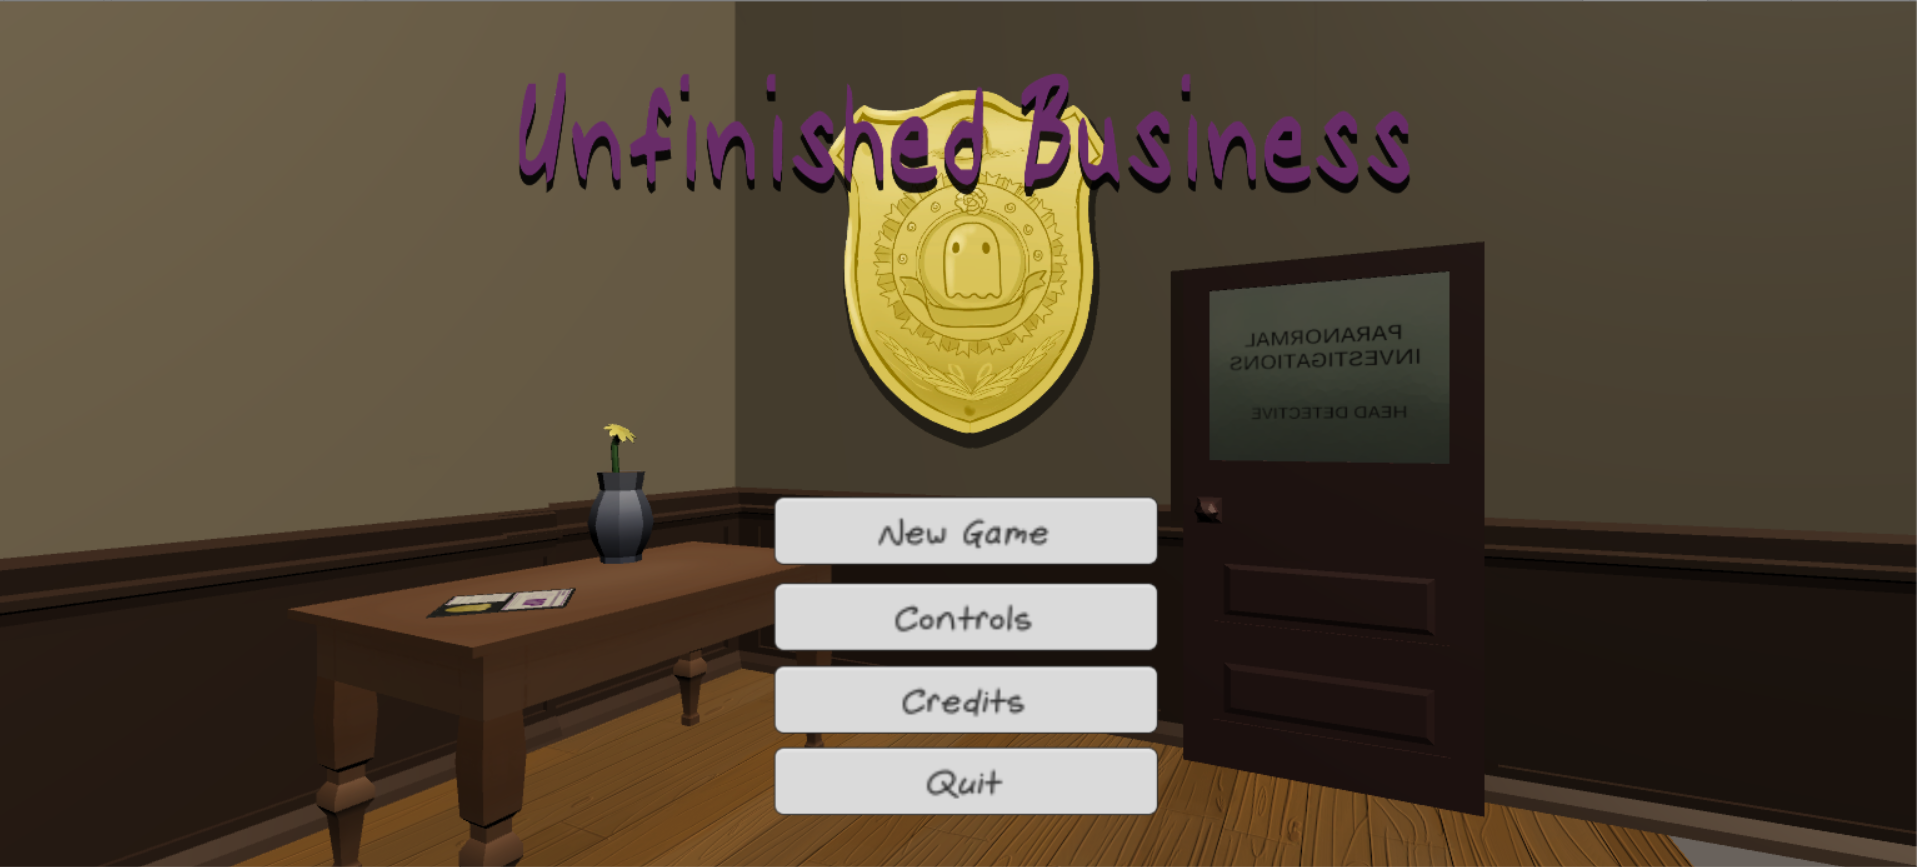 Unfinished Business
PARANORMAL
INVESTIGATIONS
HEAD DETECTIVE
New Game
Controls
Credits
Quit